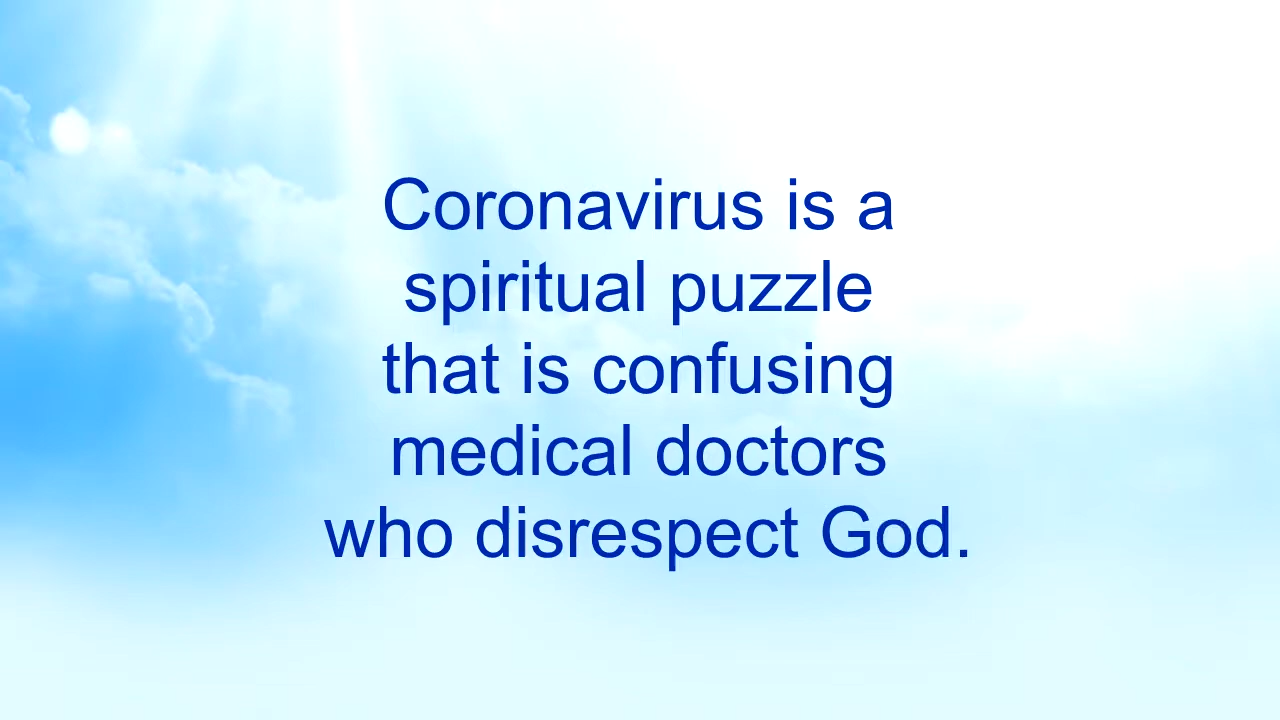 Coronavirus is a
spiritual puzzle
that is confusing
medical doctors
who disrespect God.